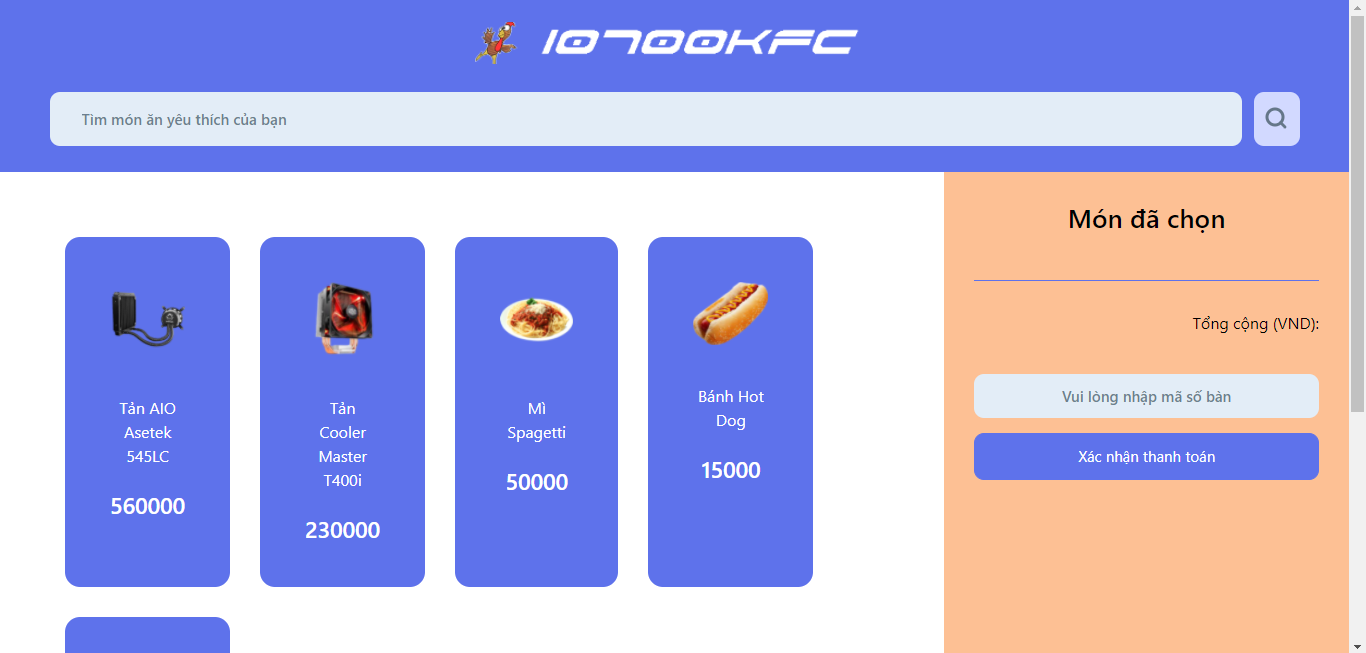 10700KFC
Tìm món ăn yêu thích của bạn
Món đã chọn
Tổng cộng (VND):
Vui lòng nhập mã số bàn
Xác nhận thanh toán
Tản AIO
Asetek
545LC
560000
Tản
Cooler
Master
T400i
230000
Mì
Spagetti
50000
Bánh Hot
Dog
15000